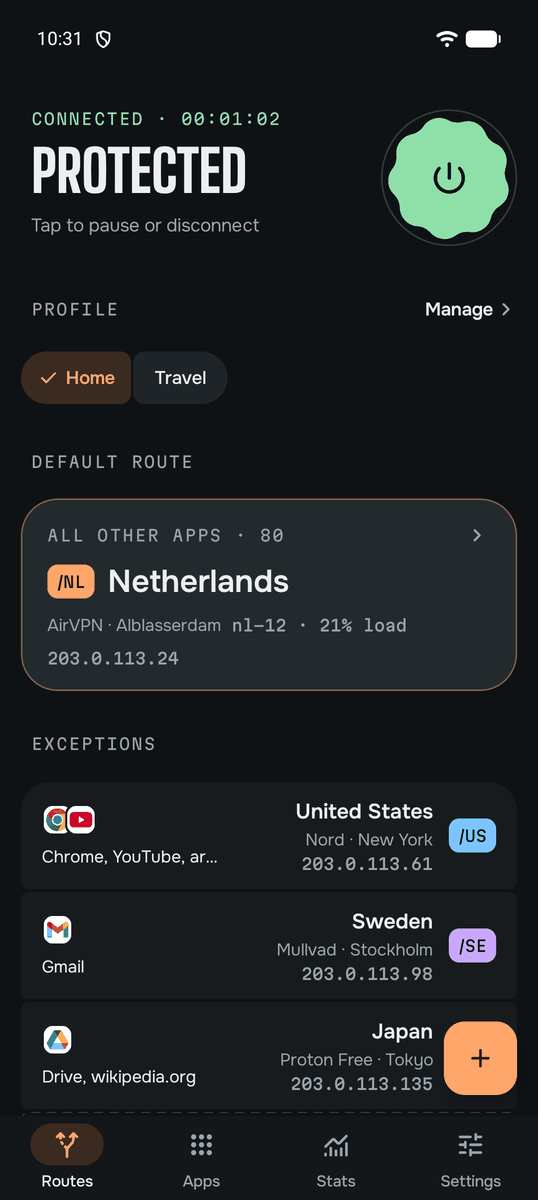 10:31
CONNECTED · 00:01:02
PROTECTED
Tap to pause or disconnect
PROFILE
Manage
Home
Travel
DEFAULT ROUTE
ALL OTHER APPS · 80
/NL Netherlands
AirVPN · Alblasserdam nl-12 · 21% load
203.0.113.24
EXCEPTIONS
United States
Nord · New York
/US
Chrome, YouTube, ar...
203.0.113.61
Sweden
Mullvad · Stockholm
/SE
Gmail
203.0.113.98
Japan
Proton Free · Tokyo
Drive, wikipedia.org
203.0.113.135
Routes
Apps
Stats
Settings